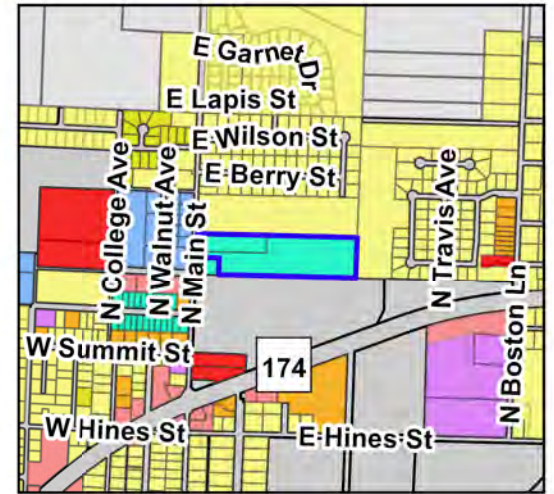 E Garnet Dr
E Lapis St
E Wilson St
E Berry St
N College Ave
N Walnut Ave
N Main St
N Travis Ave
N Boston Ln
W Summit St
174
W Hines St
E Hines St